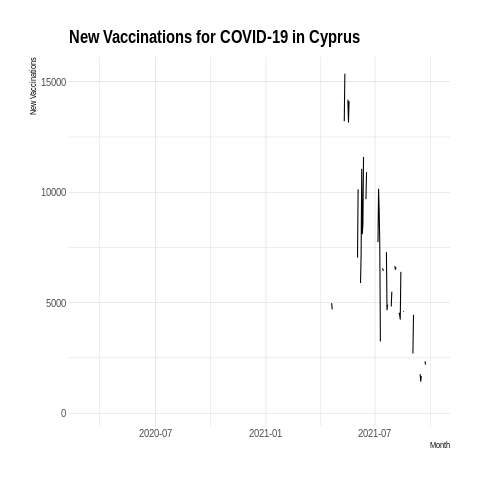 New Vaccinations for COVID-19 in Cyprus
New Vaccinations
15000
10000
5000
0
2020-07
2021-01
2021-07
Month